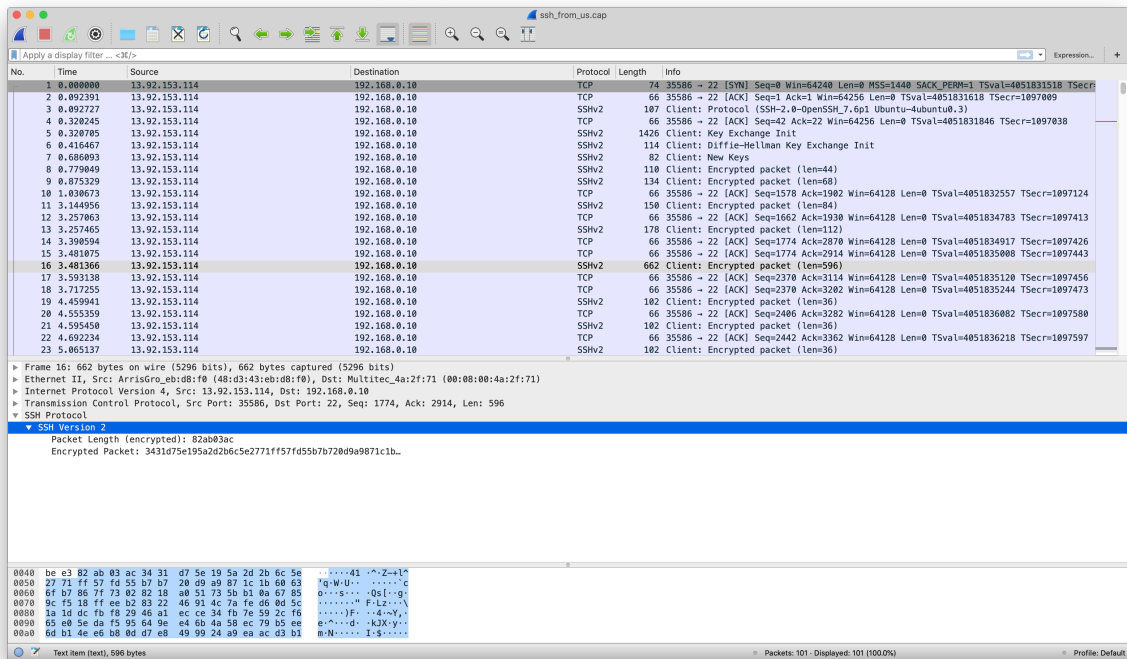 ssh_from_us.cap
Apply a display filter ... <⌘/>
Expression...
+
No. Time Source Destination Protocol Length Info
1 0.000000 13.92.153.114 192.168.0.10 TCP 74 35586 → 22 [SYN] Seq=0 Win=64240 Len=0 MSS=1440 SACK_PERM=1 TSval=4051831518 TSecr=
2 0.092391 13.92.153.114 192.168.0.10 TCP 66 35586 → 22 [ACK] Seq=1 Ack=1 Win=64256 Len=0 TSval=4051831618 TSecr=1097009
3 0.092727 13.92.153.114 192.168.0.10 SSHv2 107 Client: Protocol (SSH-2.0-OpenSSH_7.6p1 Ubuntu-4ubuntu0.3)
4 0.320245 13.92.153.114 192.168.0.10 TCP 66 35586 → 22 [ACK] Seq=42 Ack=22 Win=64256 Len=0 TSval=4051831846 TSecr=1097038
5 0.320705 13.92.153.114 192.168.0.10 SSHv2 1426 Client: Key Exchange Init
6 0.416467 13.92.153.114 192.168.0.10 SSHv2 114 Client: Diffie-Hellman Key Exchange Init
7 0.686093 13.92.153.114 192.168.0.10 SSHv2 82 Client: New Keys
8 0.779049 13.92.153.114 192.168.0.10 SSHv2 110 Client: Encrypted packet (len=44)
9 0.875329 13.92.153.114 192.168.0.10 SSHv2 134 Client: Encrypted packet (len=68)
10 1.030673 13.92.153.114 192.168.0.10 TCP 66 35586 → 22 [ACK] Seq=1578 Ack=1902 Win=64128 Len=0 TSval=4051832557 TSecr=1097124
11 3.144956 13.92.153.114 192.168.0.10 SSHv2 150 Client: Encrypted packet (len=84)
12 3.257063 13.92.153.114 192.168.0.10 TCP 66 35586 → 22 [ACK] Seq=1662 Ack=1930 Win=64128 Len=0 TSval=4051834783 TSecr=1097413
13 3.257465 13.92.153.114 192.168.0.10 SSHv2 178 Client: Encrypted packet (len=112)
14 3.390594 13.92.153.114 192.168.0.10 TCP 66 35586 → 22 [ACK] Seq=1774 Ack=2870 Win=64128 Len=0 TSval=4051834917 TSecr=1097426
15 3.481075 13.92.153.114 192.168.0.10 TCP 66 35586 → 22 [ACK] Seq=1774 Ack=2914 Win=64128 Len=0 TSval=4051835008 TSecr=1097443
16 3.481366 13.92.153.114 192.168.0.10 SSHv2 662 Client: Encrypted packet (len=596)
17 3.593138 13.92.153.114 192.168.0.10 TCP 66 35586 → 22 [ACK] Seq=2370 Ack=3114 Win=64128 Len=0 TSval=4051835120 TSecr=1097456
18 3.717255 13.92.153.114 192.168.0.10 TCP 66 35586 → 22 [ACK] Seq=2370 Ack=3202 Win=64128 Len=0 TSval=4051835244 TSecr=1097473
19 4.459941 13.92.153.114 192.168.0.10 SSHv2 102 Client: Encrypted packet (len=36)
20 4.555359 13.92.153.114 192.168.0.10 TCP 66 35586 → 22 [ACK] Seq=2406 Ack=3282 Win=64128 Len=0 TSval=4051836082 TSecr=1097580
21 4.595450 13.92.153.114 192.168.0.10 SSHv2 102 Client: Encrypted packet (len=36)
22 4.692234 13.92.153.114 192.168.0.10 TCP 66 35586 → 22 [ACK] Seq=2442 Ack=3362 Win=64128 Len=0 TSval=4051836218 TSecr=1097597
23 5.065137 13.92.153.114 192.168.0.10 SSHv2 102 Client: Encrypted packet (len=36)
Frame 16: 662 bytes on wire (5296 bits), 662 bytes captured (5296 bits)
Ethernet II, Src: ArrisGro_eb:d8:f0 (48:d3:43:eb:d8:f0), Dst: Multitec_4a:2f:71 (00:08:00:4a:2f:71)
Internet Protocol Version 4, Src: 13.92.153.114, Dst: 192.168.0.10
Transmission Control Protocol, Src Port: 35586, Dst Port: 22, Seq: 1774, Ack: 2914, Len: 596
SSH Protocol
SSH Version 2
Packet Length (encrypted): 82ab03ac
Encrypted Packet: 3431d75e195a2d2b6c5e2771ff57fd55b7b720d9a9871c1b…
0040 be e3 82 ab 03 ac 34 31 d7 5e 19 5a 2d 2b 6c 5e ······41 ·^·Z-+l^
0050 27 71 ff 57 fd 55 b7 b7 20 d9 a9 87 1c 1b 60 63 'q·W·U·· ·····`c
0060 6f b7 86 7f 73 02 82 18 a0 51 73 5b b1 0a 67 85 o···s··· ·Qs[··g·
0070 9c f5 18 ff ee b2 83 22 46 91 4c 7a fe d6 0d 5c ·······" F·Lz···\
0080 1a 1d dc fb f8 29 46 a1 ec ce 34 fb 7e 59 2c f6 ·····)F· ··4·~Y,·
0090 65 e0 5e da f5 95 64 9e e4 6b 4a 58 ec 79 b5 ee e·^···d· ·kJX·y··
00a0 6d b1 4e e6 b8 0d d7 e8 49 99 24 a9 ea ac d3 b1 m·N····· I·$·····
Text item (text), 596 bytes
Packets: 101 · Displayed: 101 (100.0%)
Profile: Default